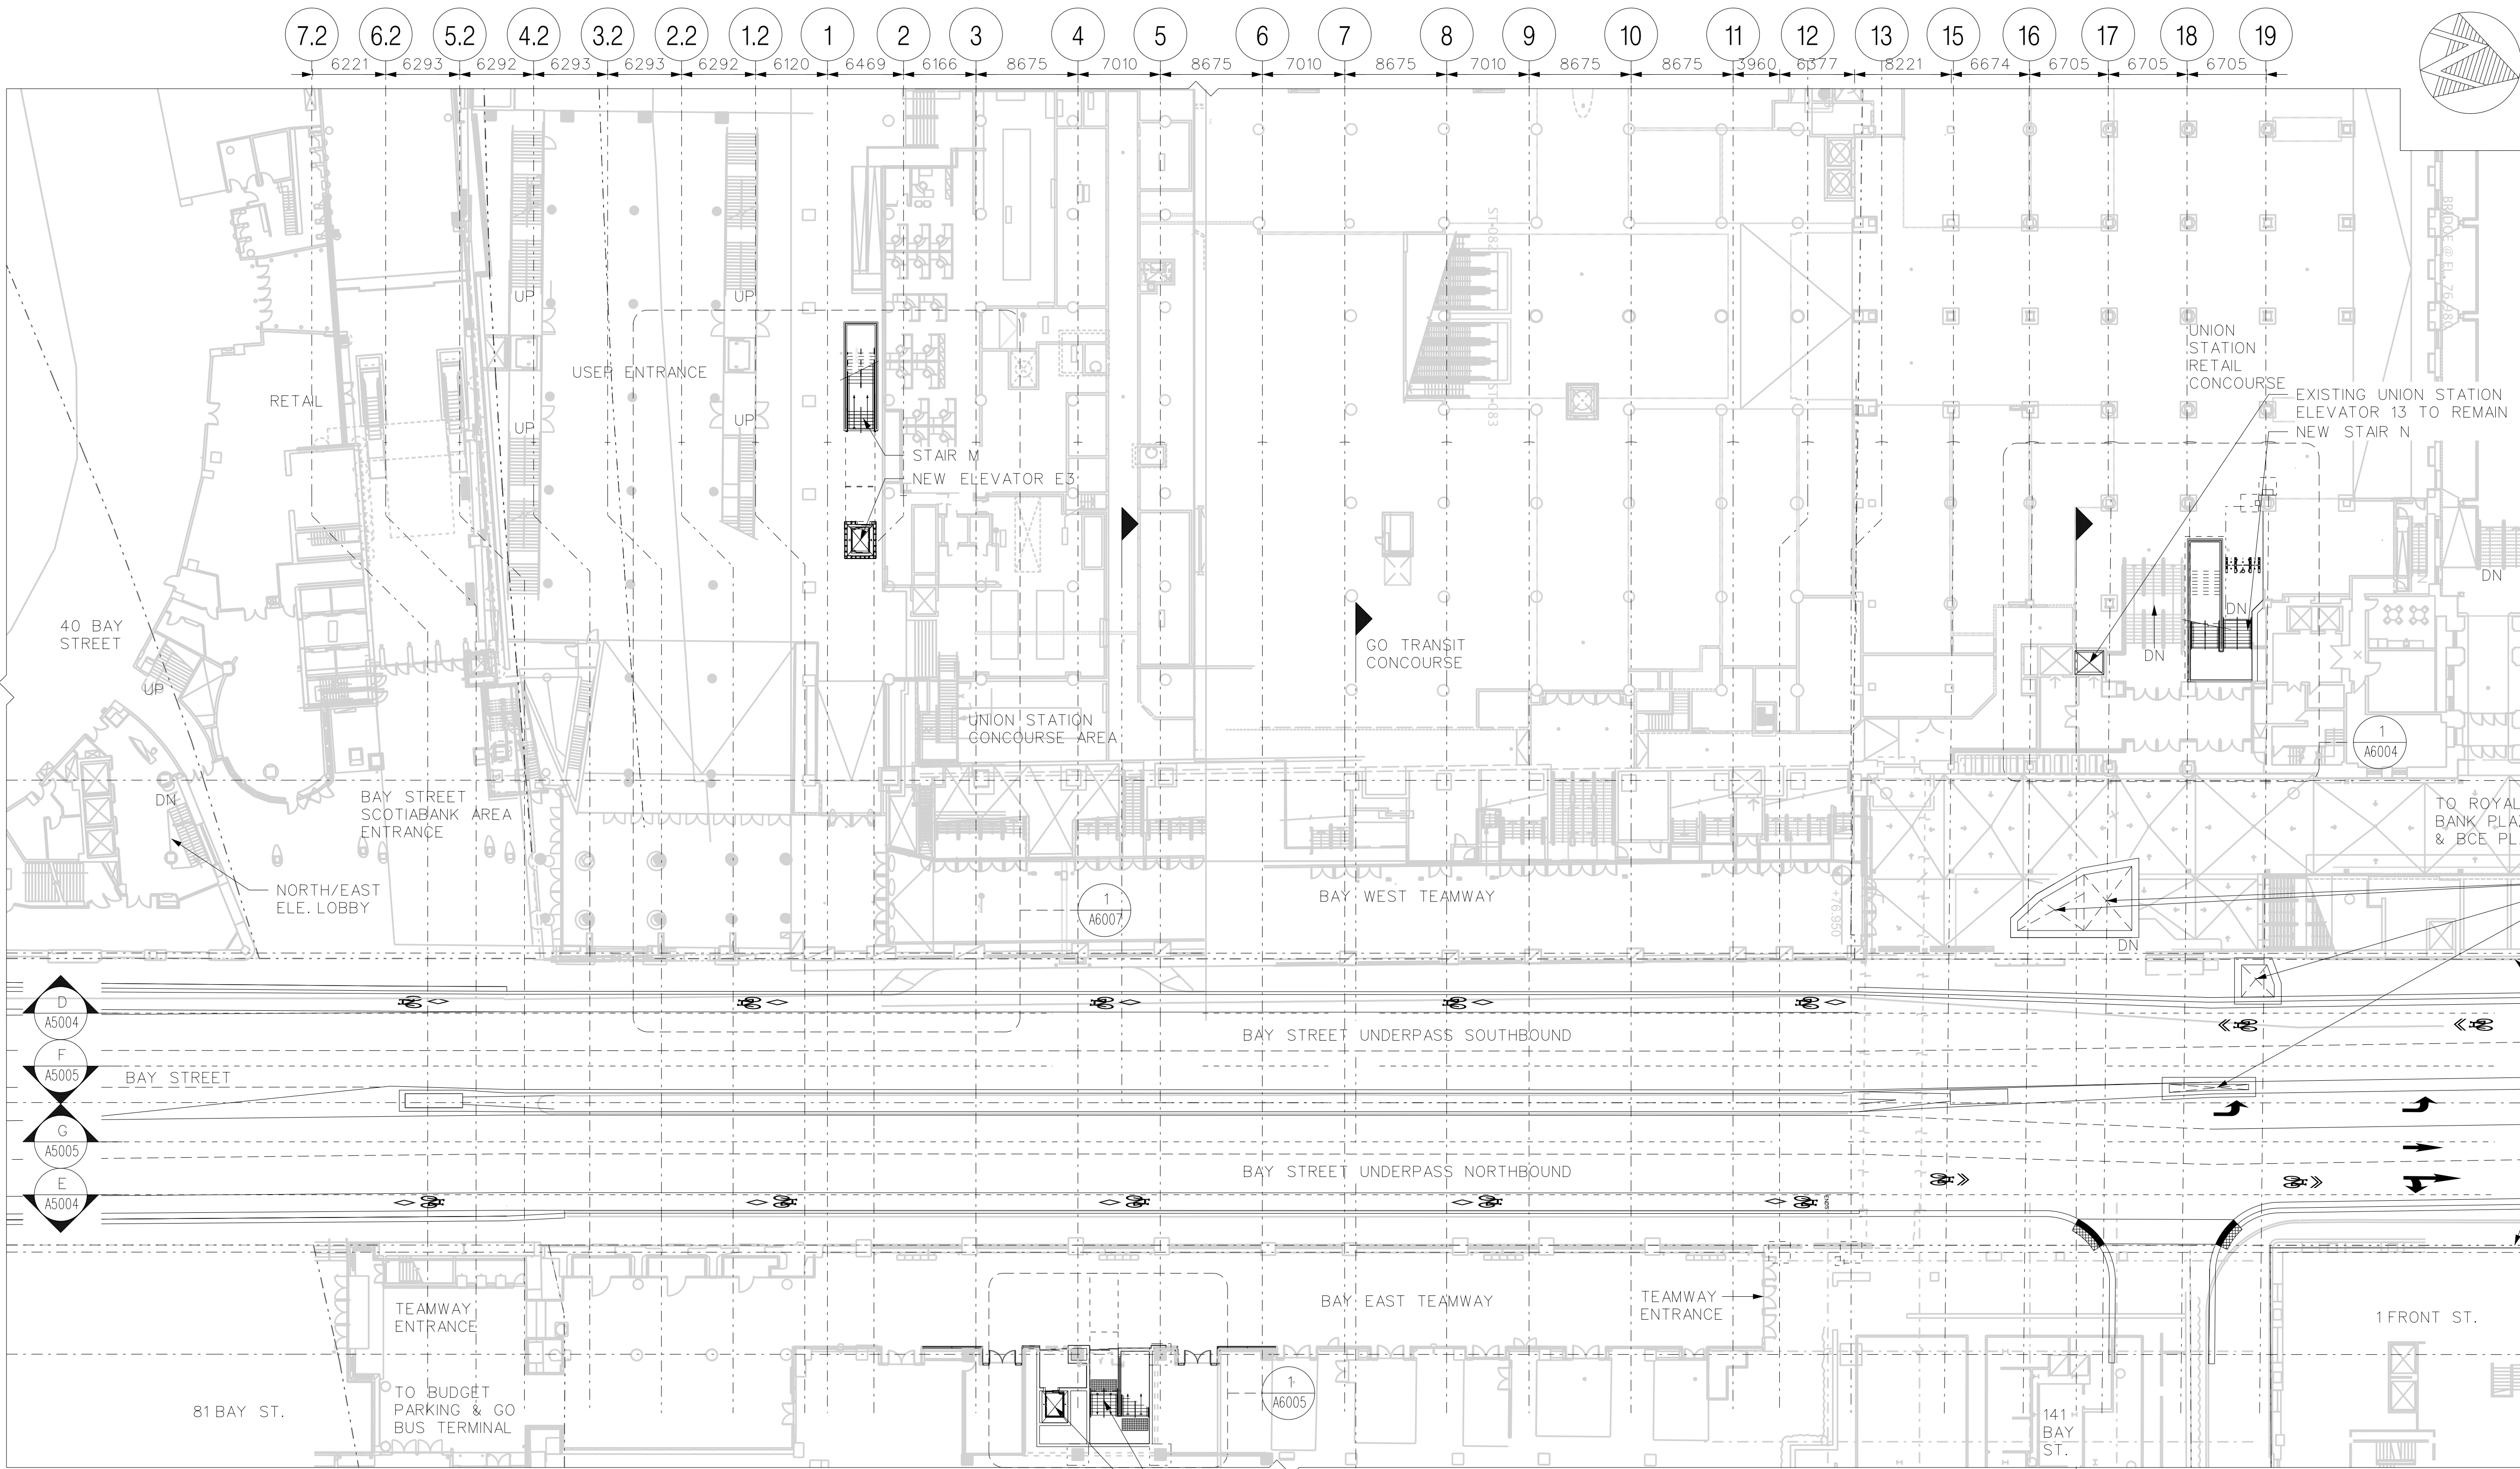 7.2 6.2 5.2 4.2 3.2 2.2 1.2 1 2 3 4 5 6 7 8 9 10 11 12 13 15 16 17 18 19
6221 6293 6292 6293 6293 6292 6120 6469 6166 8675 7010 8675 7010 8675 7010 8675 8675 3960 6377 8221 6674 6705 6705 6705
ST-082
ST-083
UP
UP
UP
UP
USEP ENTRANCE
RETAIL
UNION
STATION
RETAIL
CONCOURSE
EXISTING UNION STATION
ELEVATOR 13 TO REMAIN
NEW STAIR N
STAIR M
NEW ELEVATOR E3
40 BAY
STREET
UP
GO TRANSIT
CONCOURSE
DN
DN
DN
UNION STATION
CONCOURSE AREA
1
A6004
BAY STREET
SCOTIABANK AREA
ENTRANCE
DN
TO ROYAL
BANK
& BCE
NORTH/EAST
ELE. LOBBY
1
A6007
BAY WEST TEAMWAY
+76.950
DN
D
A5004
BAY STREET UNDERPASS SOUTHBOUND
F
A5005
BAY STREET
G
A5005
BAY STREET UNDERPASS NORTHBOUND
E
A5004
ENDS
TEAMWAY
ENTRANCE
BAY EAST TEAMWAY
TEAMWAY
ENTRANCE
1 FRONT ST.
81 BAY ST.
TO BUDGET
PARKING & GO
BUS TERMINAL
1
A6005
141
BAY
ST.